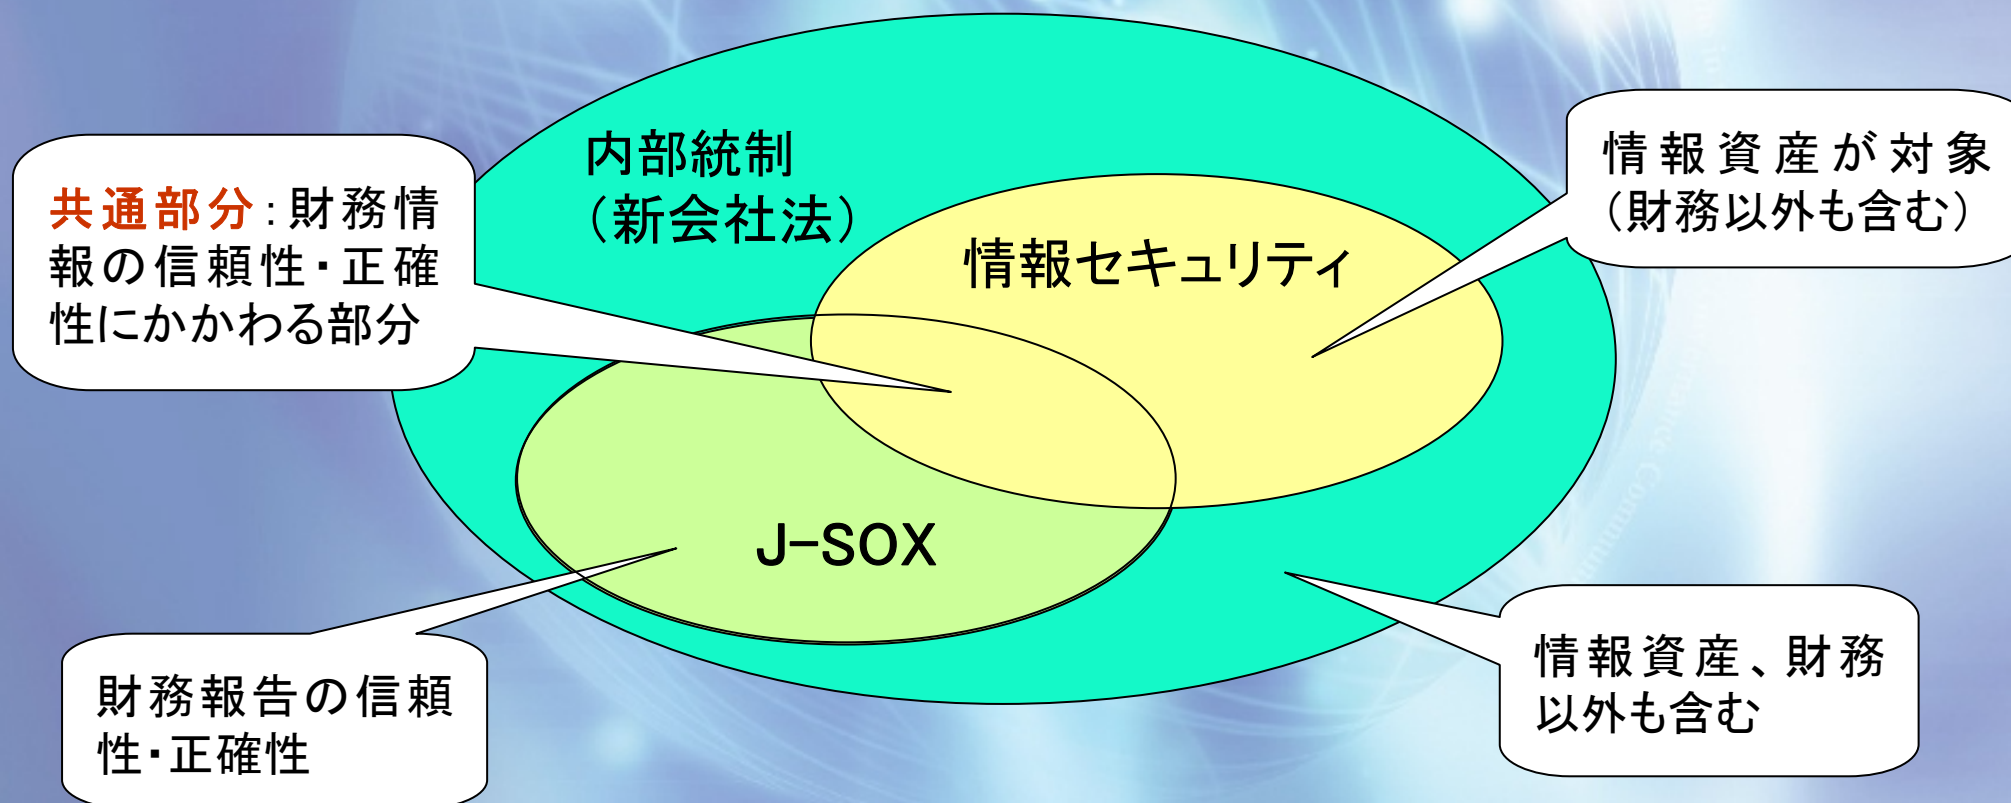 内部統制
（新会社法）
情報セキュリティ
J-SOX
共通部分：財務情
報の信頼性・正確
性にかかわる部分
情報資産が対象
（財務以外も含む）
財務報告の信頼
性・正確性
情報資産、財務
以外も含む